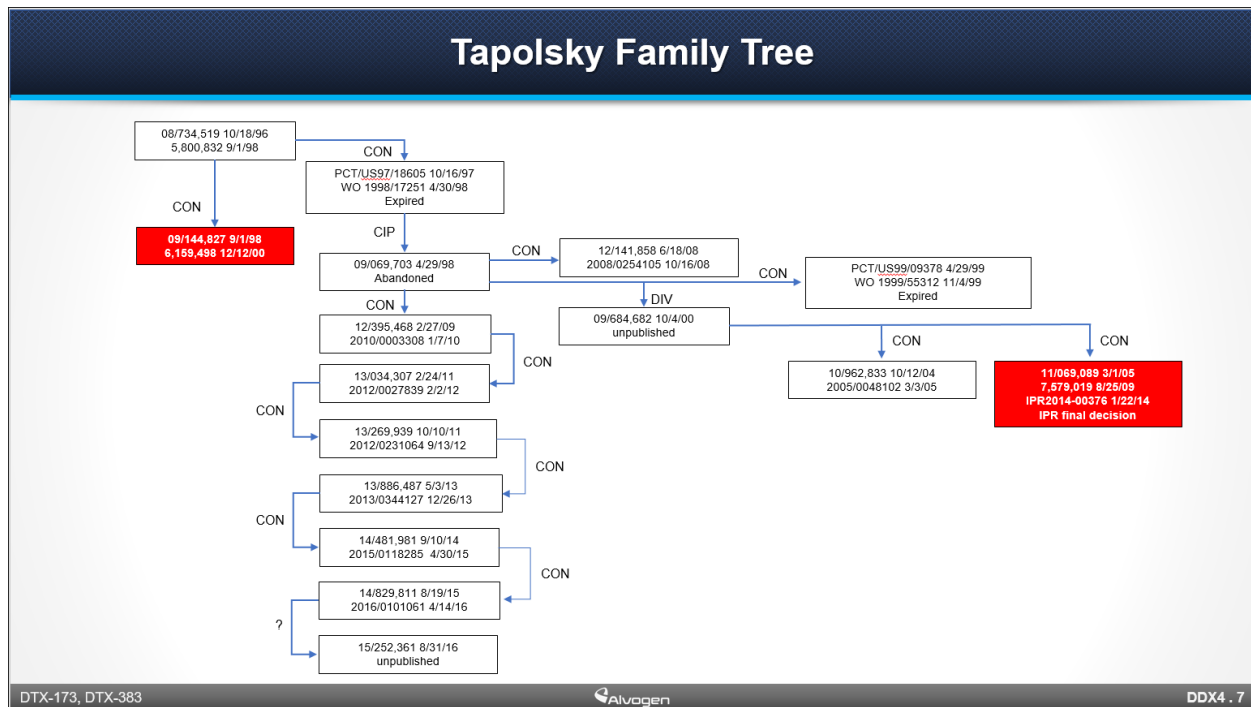 Tapolsky Family Tree
08/734,519 10/18/96
5,800,832 9/1/98
CON
PCT/US97/18605 10/16/97
WO 1998/17251 4/30/98
Expired
CON
09/144,827 9/1/98
6,159,498 12/12/00
CIP
09/069,703 4/29/98
Abandoned
CON
12/141,858 6/18/08
2008/0254105 10/16/08
CON
PCT/US99/09378 4/29/99
WO 1999/55312 11/4/99
Expired
DIV
09/684,682 10/4/00
unpublished
CON
12/395,468 2/27/09
2010/0003308 1/7/10
CON
13/034,307 2/24/11
2012/0027839 2/2/12
CON
10/962,833 10/12/04
2005/0048102 3/3/05
CON
11/069,089 3/1/05
7,579,019 8/25/09
IPR2014-00376 1/22/14
IPR final decision
CON
13/269,939 10/10/11
2012/0231064 9/13/12
CON
13/886,487 5/3/13
2013/0344127 12/26/13
CON
14/481,981 9/10/14
2015/0118285 4/30/15
CON
14/829,811 8/19/15
2016/0101061 4/14/16
?
15/252,361 8/31/16
unpublished
DTX-173, DTX-383
Alvogen
DDX4 . 7